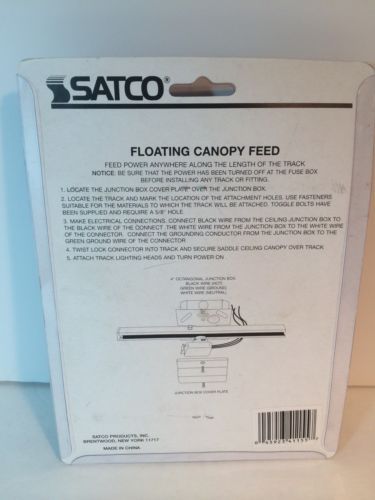 SATCO®
FLOATING CANOPY FEED
FEED POWER ANYWHERE ALONG THE LENGTH OF THE TRACK
NOTICE: BE SURE THAT THE POWER HAS BEEN TURNED OFF AT THE FUSE BOX
BEFORE INSTALLING ANY TRACK OR FITTING.
1. LOCATE THE JUNCTION BOX COVER PLATE OVER THE JUNCTION BOX.
2. LOCATE THE TRACK AND MARK THE LOCATION OF THE ATTACHMENT HOLES. USE FASTENERS
SUITABLE FOR THE MATERIALS TO WHICH THE TRACK WILL BE ATTACHED. TOGGLE BOLTS HAVE
BEEN SUPPLIED AND REQUIRE A 5/8" HOLE.
3. MAKE ELECTRICAL CONNECTIONS. CONNECT BLACK WIRE FROM THE CEILING JUNCTION BOX TO
THE BLACK WIRE OF THE CONNECT. THE WHITE WIRE FROM THE JUNCTION BOX TO THE WHITE WIRE
OF THE CONNECTOR. CONNECT THE GROUNDING CONDUCTOR FROM THE JUNCTION BOX TO THE
GREEN GROUND WIRE OF THE CONNECTOR
4. TWIST LOCK CONNECTOR INTO TRACK AND SECURE SADDLE CEILING CANOPY OVER TRACK
5. ATTACH TRACK LIGHTING HEADS AND TURN POWER ON.
4" OCTAGONAL JUNCTION BOX
BLACK WIRE (HOT)
GREEN WIRE (GROUND)
WHITE WIRE (NEUTRAL)
JUNCTION BOX COVER PLATE
SATCO PRODUCTS, INC.
BRENTWOOD, NEW YORK 11717
MADE IN CHINA